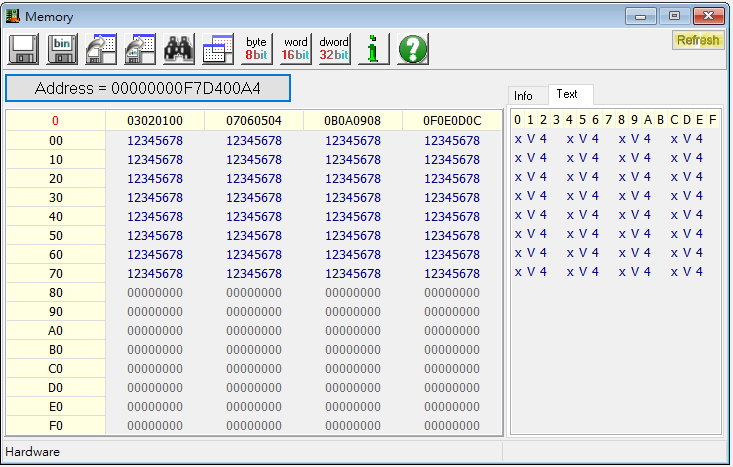 Memory
bin
byte 8bit word 16bit dword 32bit
Refresh
Address = 00000000F7D400A4
Info Text
0 03020100 07060504 0B0A0908 0F0E0D0C
00 12345678 12345678 12345678 12345678
10 12345678 12345678 12345678 12345678
20 12345678 12345678 12345678 12345678
30 12345678 12345678 12345678 12345678
40 12345678 12345678 12345678 12345678
50 12345678 12345678 12345678 12345678
60 12345678 12345678 12345678 12345678
70 12345678 12345678 12345678 12345678
80 00000000 00000000 00000000 00000000
90 00000000 00000000 00000000 00000000
A0 00000000 00000000 00000000 00000000
B0 00000000 00000000 00000000 00000000
C0 00000000 00000000 00000000 00000000
D0 00000000 00000000 00000000 00000000
E0 00000000 00000000 00000000 00000000
F0 00000000 00000000 00000000 00000000
0 1 2 3 4 5 6 7 8 9 A B C D E F
x V 4 x V 4 x V 4 x V 4
x V 4 x V 4 x V 4 x V 4
x V 4 x V 4 x V 4 x V 4
x V 4 x V 4 x V 4 x V 4
x V 4 x V 4 x V 4 x V 4
x V 4 x V 4 x V 4 x V 4
x V 4 x V 4 x V 4 x V 4
x V 4 x V 4 x V 4 x V 4
Hardware